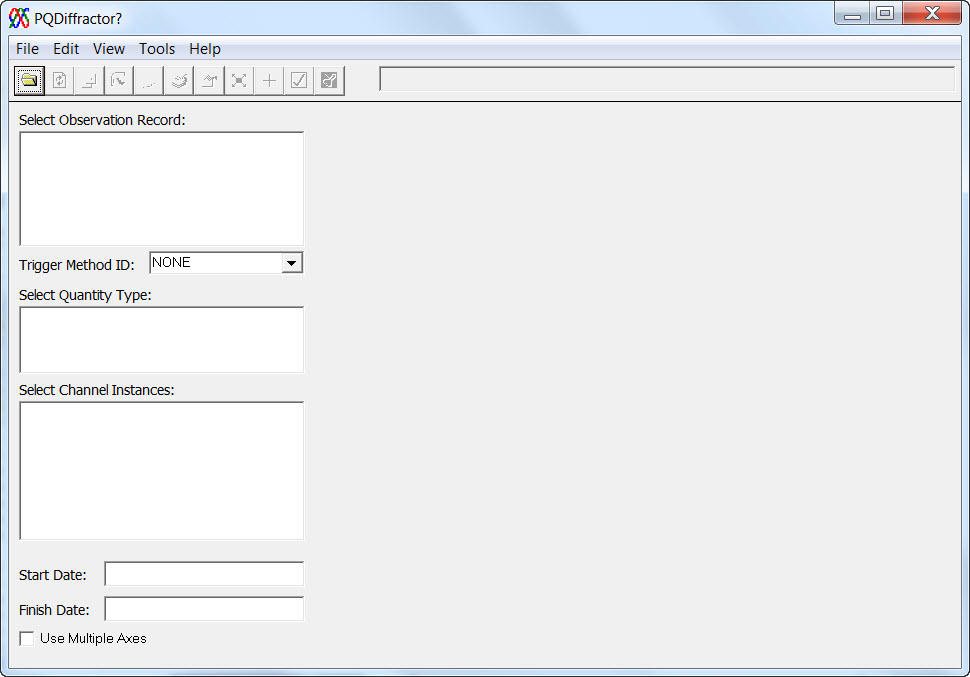 PQDiffractor?
File Edit View Tools Help
Select Observation Record:
Trigger Method ID: NONE
Select Quantity Type:
Select Channel Instances:
Start Date:
Finish Date:
Use Multiple Axes